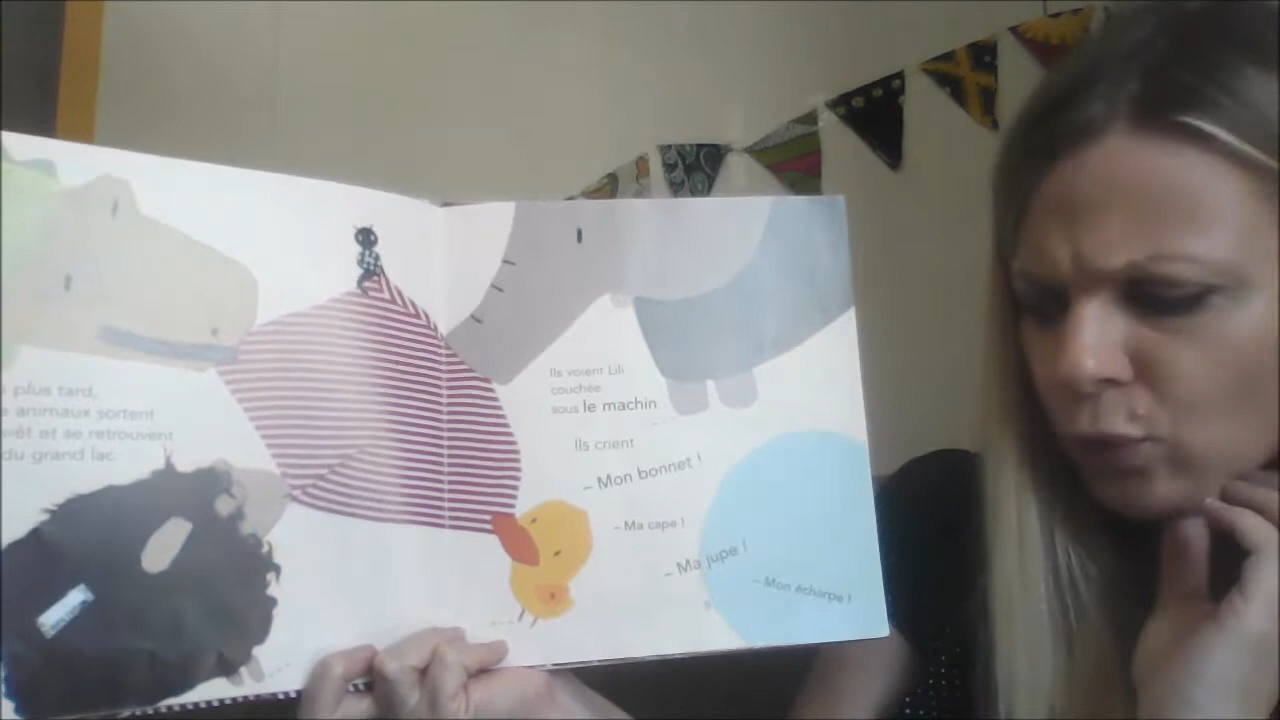 plus tard,
animaux sortent
et se retrouvent
du grand lac.
Ils voient Lili
couchée
sous le machin
Ils crient
– Mon bonnet !
– Ma cape !
– Ma jupe !
– Mon écharpe !